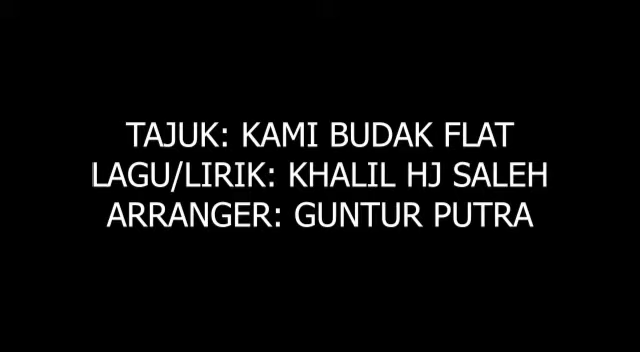 TAJUK: KAMI BUDAK FLAT
LAGU/LIRIK: KHALIL HJ SALEH
ARRANGER: GUNTUR PUTRA